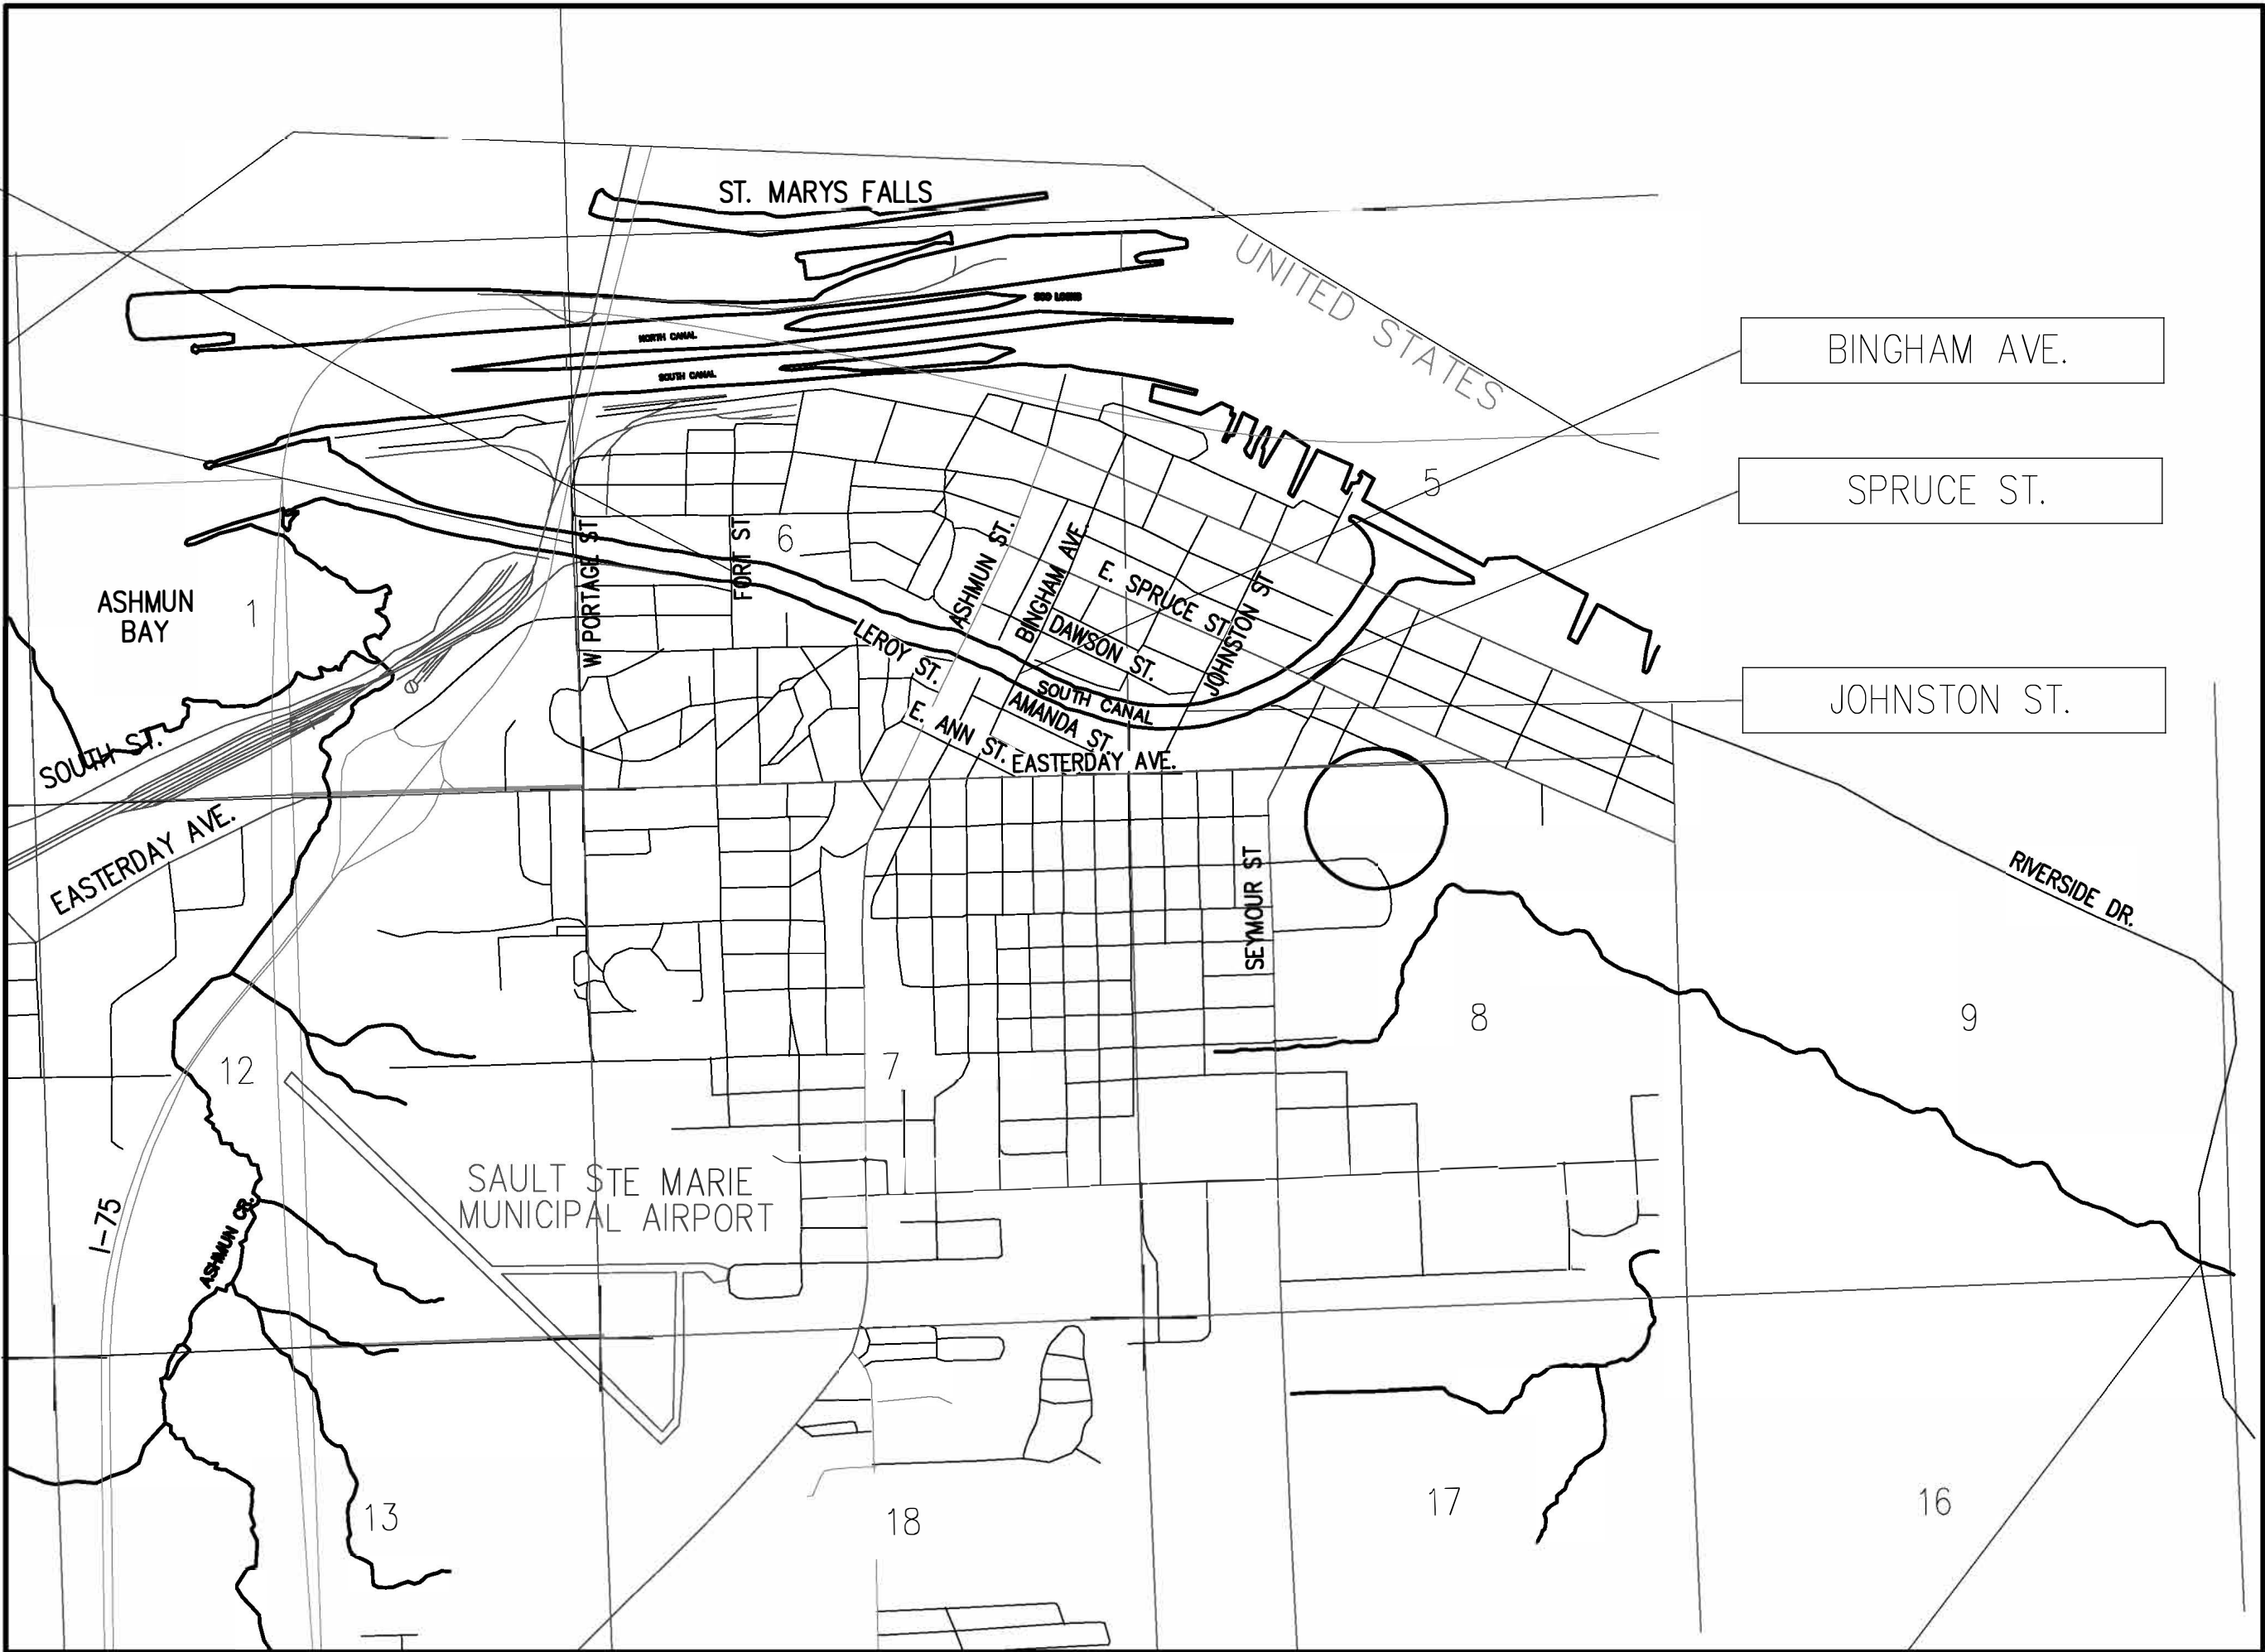 ST. MARYS FALLS
UNITED STATES
SOO LOCKS
NORTH CANAL
SOUTH CANAL
BINGHAM AVE.
SPRUCE ST.
JOHNSTON ST.
5
6
1
ASHMUN
BAY
W PORTAGE ST
FORT ST
ASHMUN ST.
BINGHAM AVE.
E. SPRUCE ST.
JOHNSTON ST
DAWSON ST.
LEROY ST.
SOUTH CANAL
AMANDA ST.
E. ANN ST.
EASTERDAY AVE.
SOUTH ST.
EASTERDAY AVE.
SEYMOUR ST
RIVERSIDE DR.
8
9
7
12
SAULT STE MARIE
MUNICIPAL AIRPORT
I-75
ASHMUN CR.
13
18
17
16